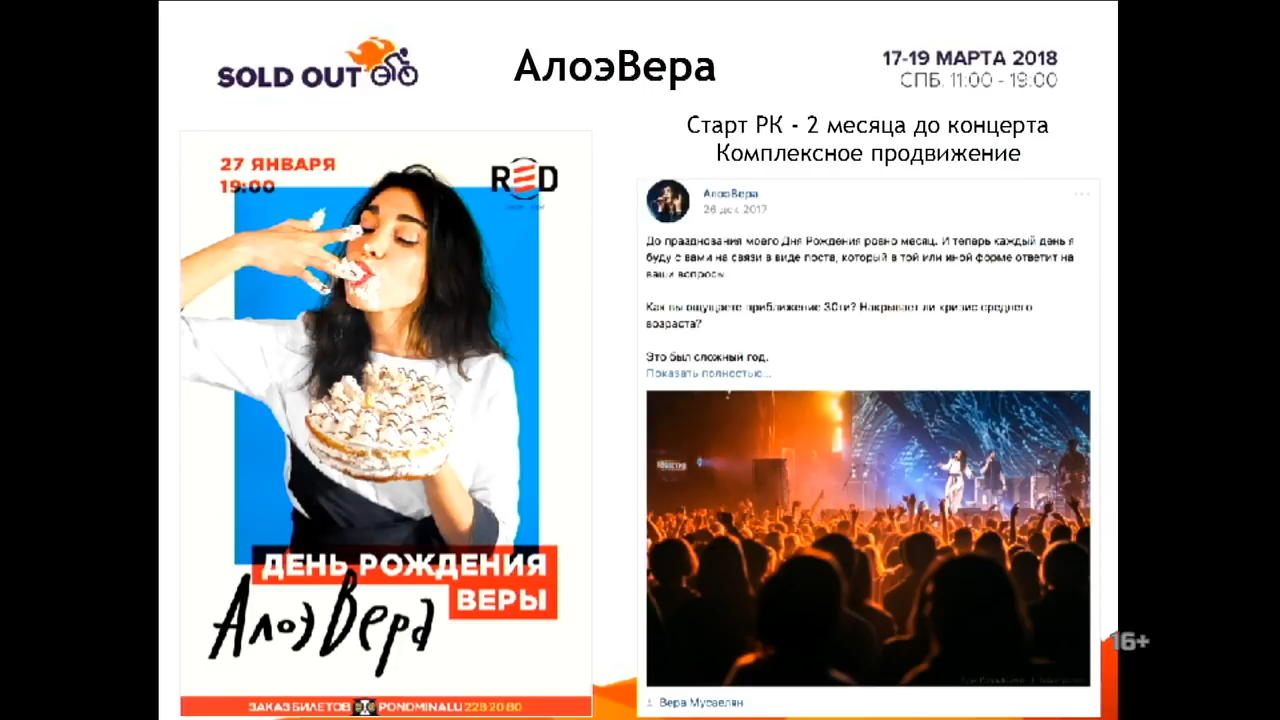 SOLD OUT
АлоэВера
17-19 МАРТА 2018
СПБ, 11:00 - 19:00
Старт РК - 2 месяца до концерта
Комплексное продвижение
27 ЯНВАРЯ
19:00
RED
ДЕНЬ РОЖДЕНИЯ
ВЕРЫ
АлоэВера
ЗАКАЗ БИЛЕТОВ PONOMINALU 228 20 80
АлоэВера
26 дек 2017
До празднования моего Дня Рождения ровно месяц. И теперь каждый день я
буду с вами на связи в виде поста, который в той или иной форме ответит на
ваши вопросы.
Как вы ощущаете приближение 30ти? Накрывает ли кризис среднего
возраста?
Это был сложный год.
Показать полностью...
Вера Мусаелян
16+